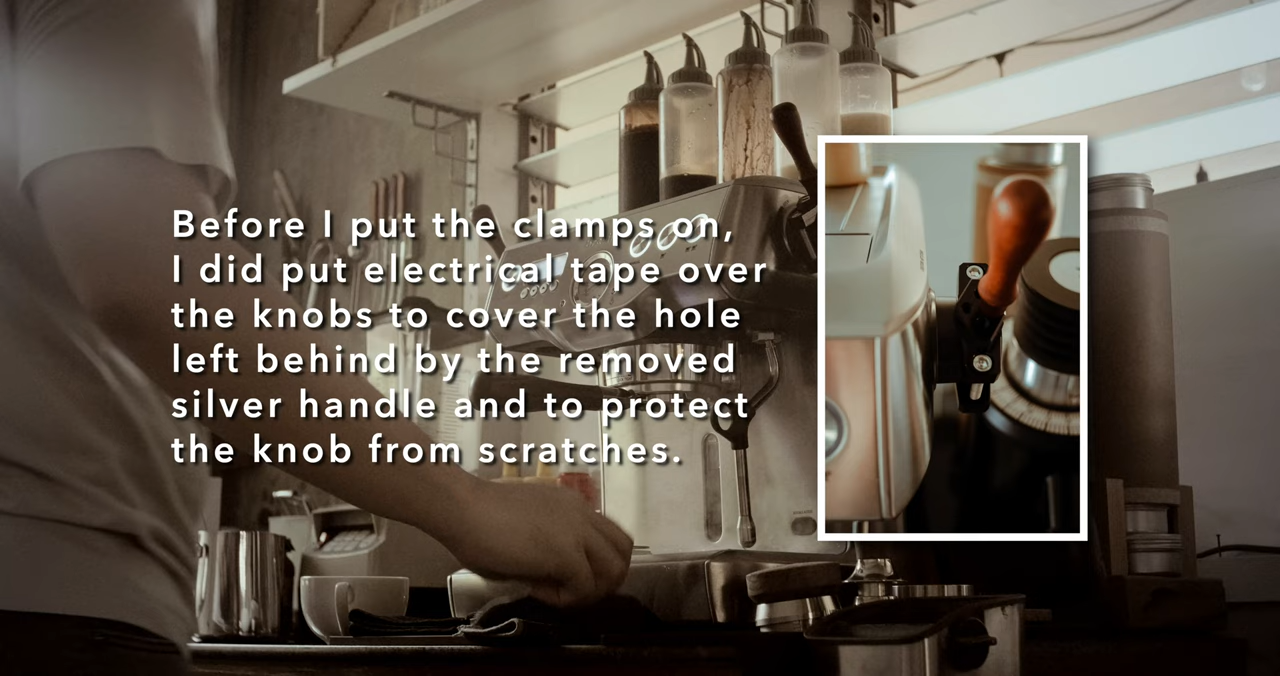 Before I put the clamps on,
I did put electrical tape over
the knobs to cover the hole
left behind by the removed
silver handle and to protect
the knob from scratches.